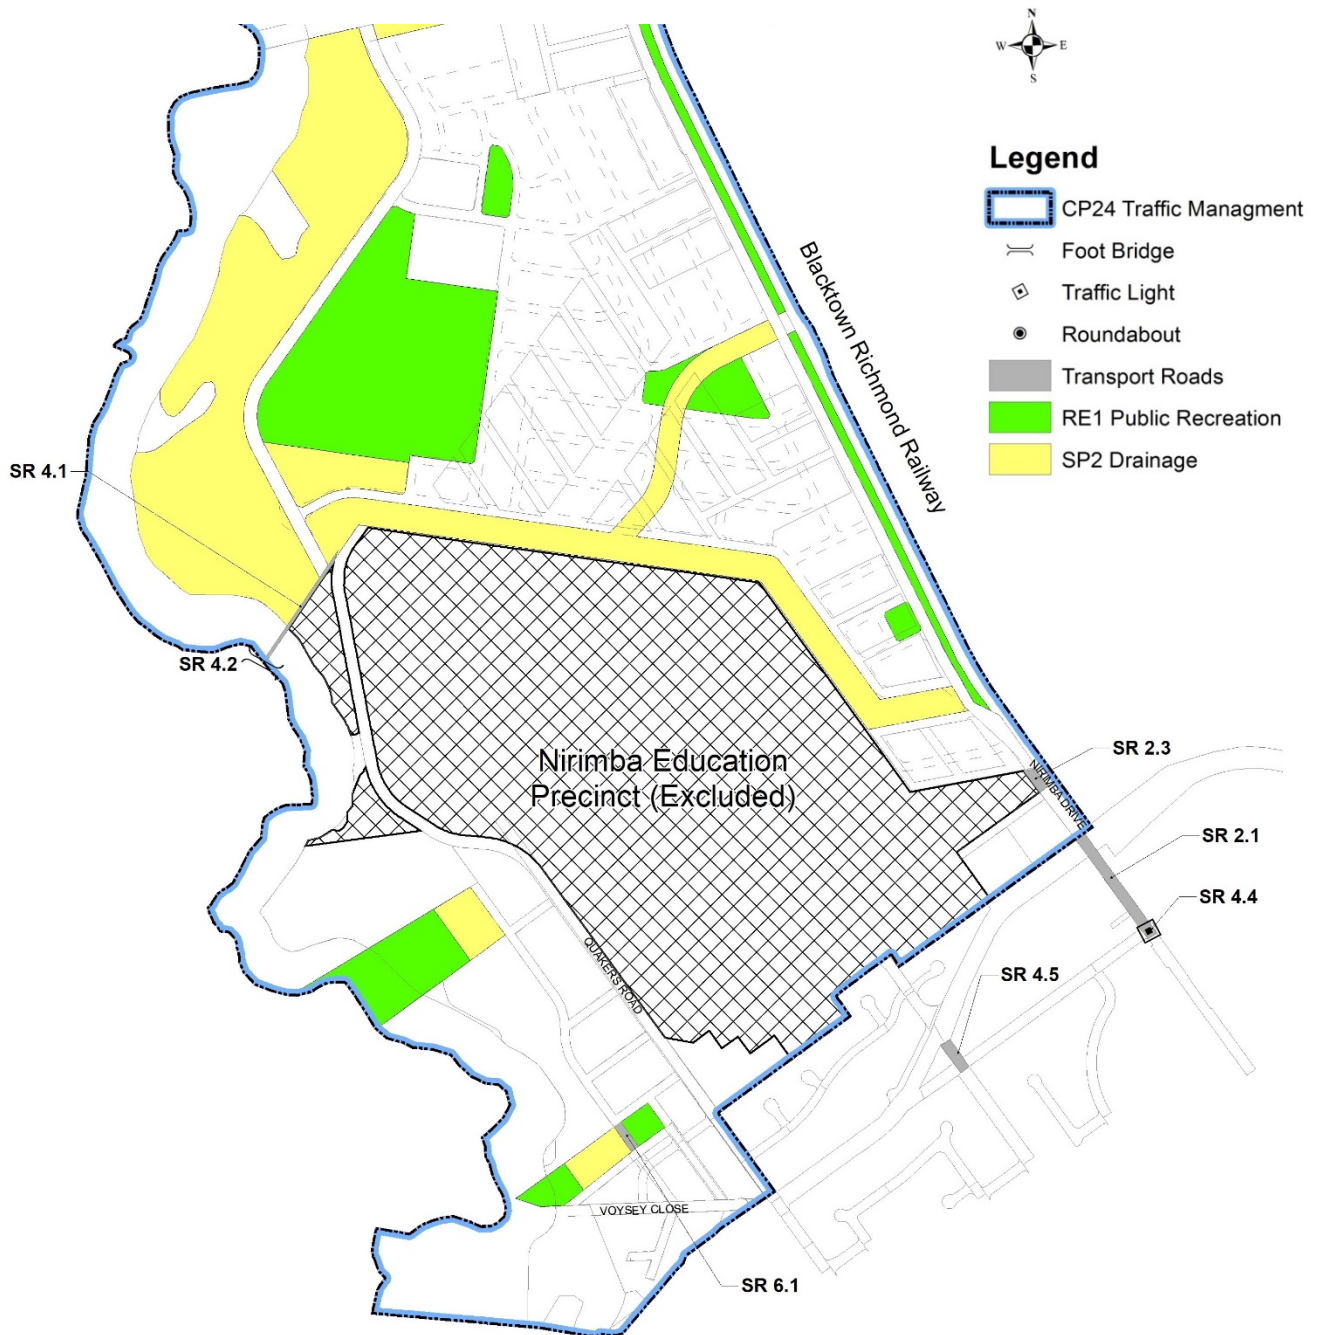 N
W E
S
Legend
CP24 Traffic Managment
Foot Bridge
Traffic Light
Roundabout
Transport Roads
RE1 Public Recreation
SP2 Drainage
Blacktown Richmond Railway
SR 4.1
SR 4.2
Nirimba Education
Precinct (Excluded)
SR 2.3
NIRIMBA DRIVE
SR 2.1
SR 4.4
QUAKERS ROAD
SR 4.5
VOYSEY CLOSE
SR 6.1